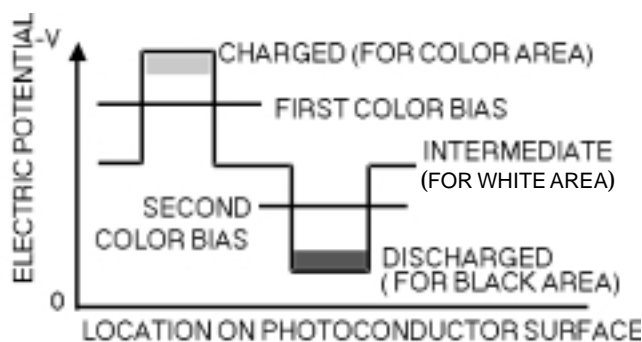 -V
ELECTRIC POTENTIAL
CHARGED (FOR COLOR AREA)
FIRST COLOR BIAS
INTERMEDIATE
(FOR WHITE AREA)
SECOND
COLOR BIAS
DISCHARGED
( FOR BLACK AREA)
0
LOCATION ON PHOTOCONDUCTOR SURFACE